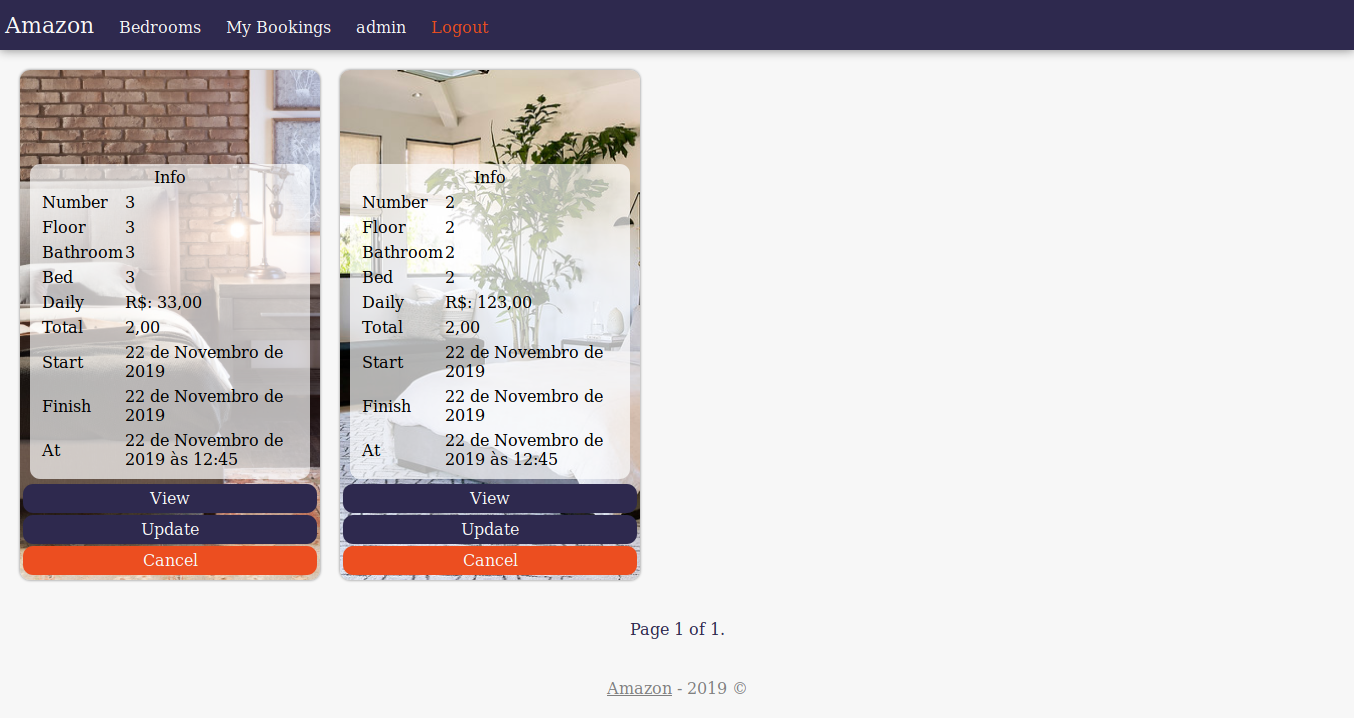 Amazon Bedrooms My Bookings admin Logout
Info
Number 3
Floor 3
Bathroom 3
Bed 3
Daily R$: 33,00
Total 2,00
Start 22 de Novembro de
2019
Finish 22 de Novembro de
2019
At 22 de Novembro de
2019 às 12:45
View
Update
Cancel
Info
Number 2
Floor 2
Bathroom 2
Bed 2
Daily R$: 123,00
Total 2,00
Start 22 de Novembro de
2019
Finish 22 de Novembro de
2019
At 22 de Novembro de
2019 às 12:45
View
Update
Cancel
Page 1 of 1.
Amazon - 2019 ©